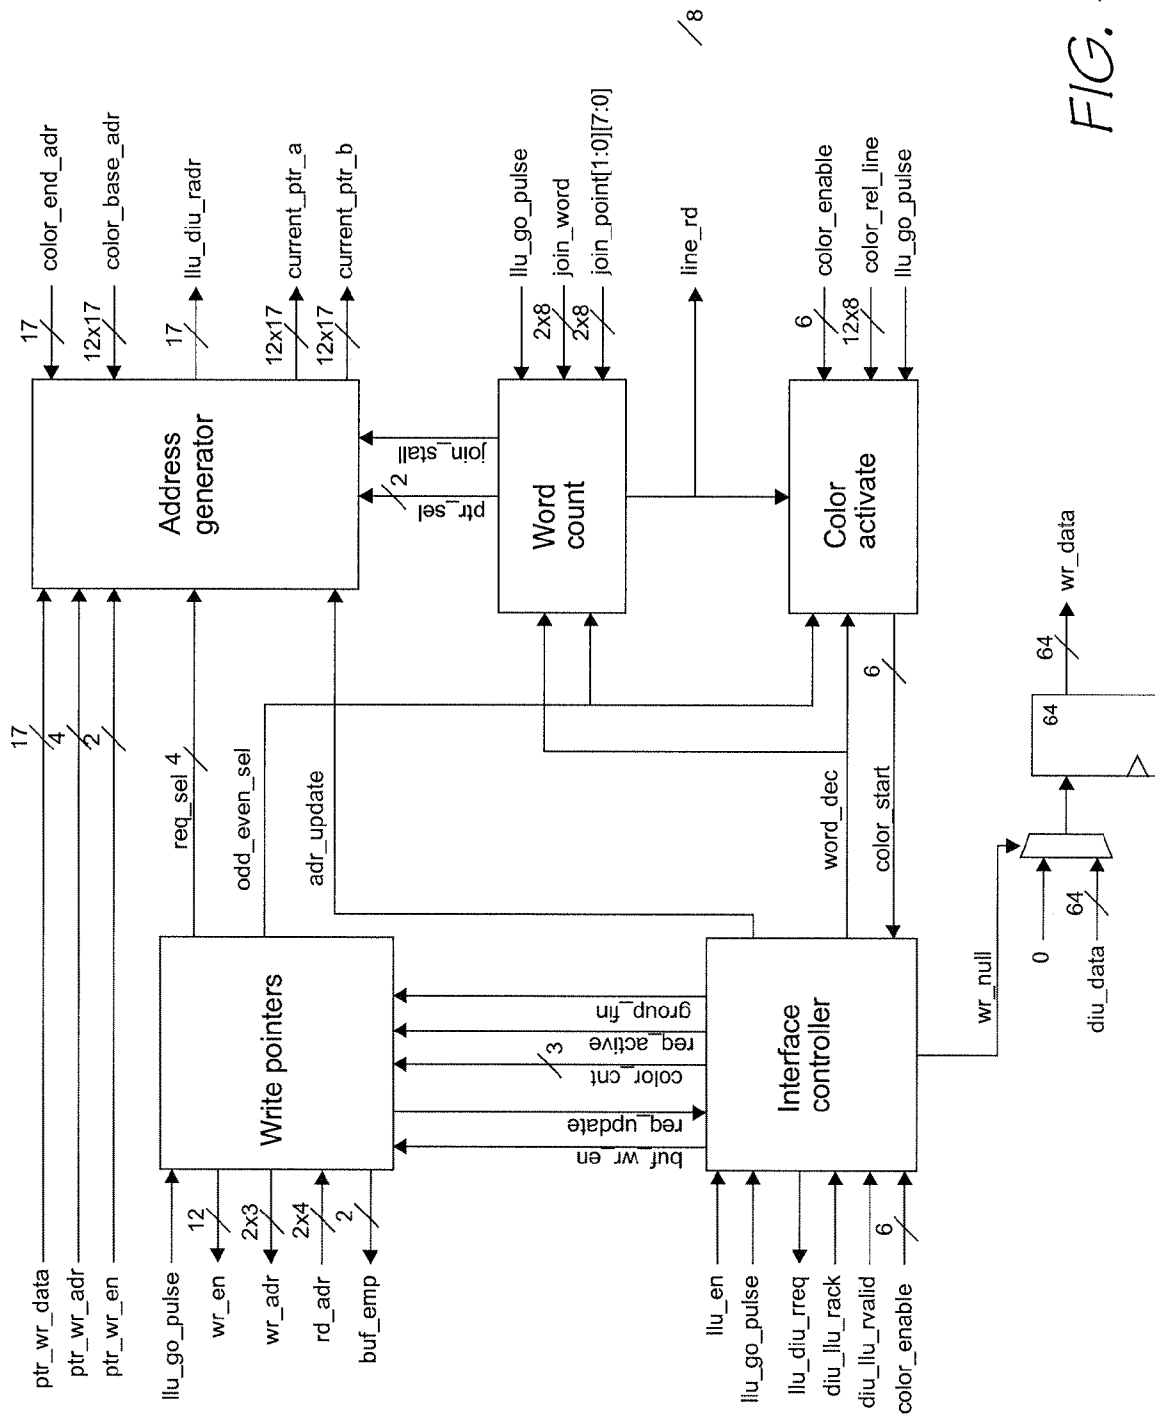 ptr_wr_data
17
ptr_wr_adr
4
ptr_wr_en
2
17
color_end_adr
12x17
color_base_adr
17
llu_diu_radr
12x17
current_ptr_a
12x17
current_ptr_b
Address
generator
req_sel
4
odd_even_sel
adr_update
llu_go_pulse
12
wr_en
2x3
wr_adr
2x4
rd_adr
2
buf_emp
Write pointers
ptr_sel
2
join_stall
Word
count
llu_go_pulse
2x8
join_word
2x8
join_point[1:0][7:0]
line_rd
8
buf_wr_en
req_update
color_cnt
3
req_active
group_fin
llu_en
llu_go_pulse
llu_diu_rreq
diu_llu_rack
diu_llu_rvalid
color_enable
6
Interface
controller
word_dec
color_start
6
Color
activate
6
color_enable
12x8
color_rel_line
llu_go_pulse
wr_null
0
diu_data
64
64
64
wr_data
FIG.